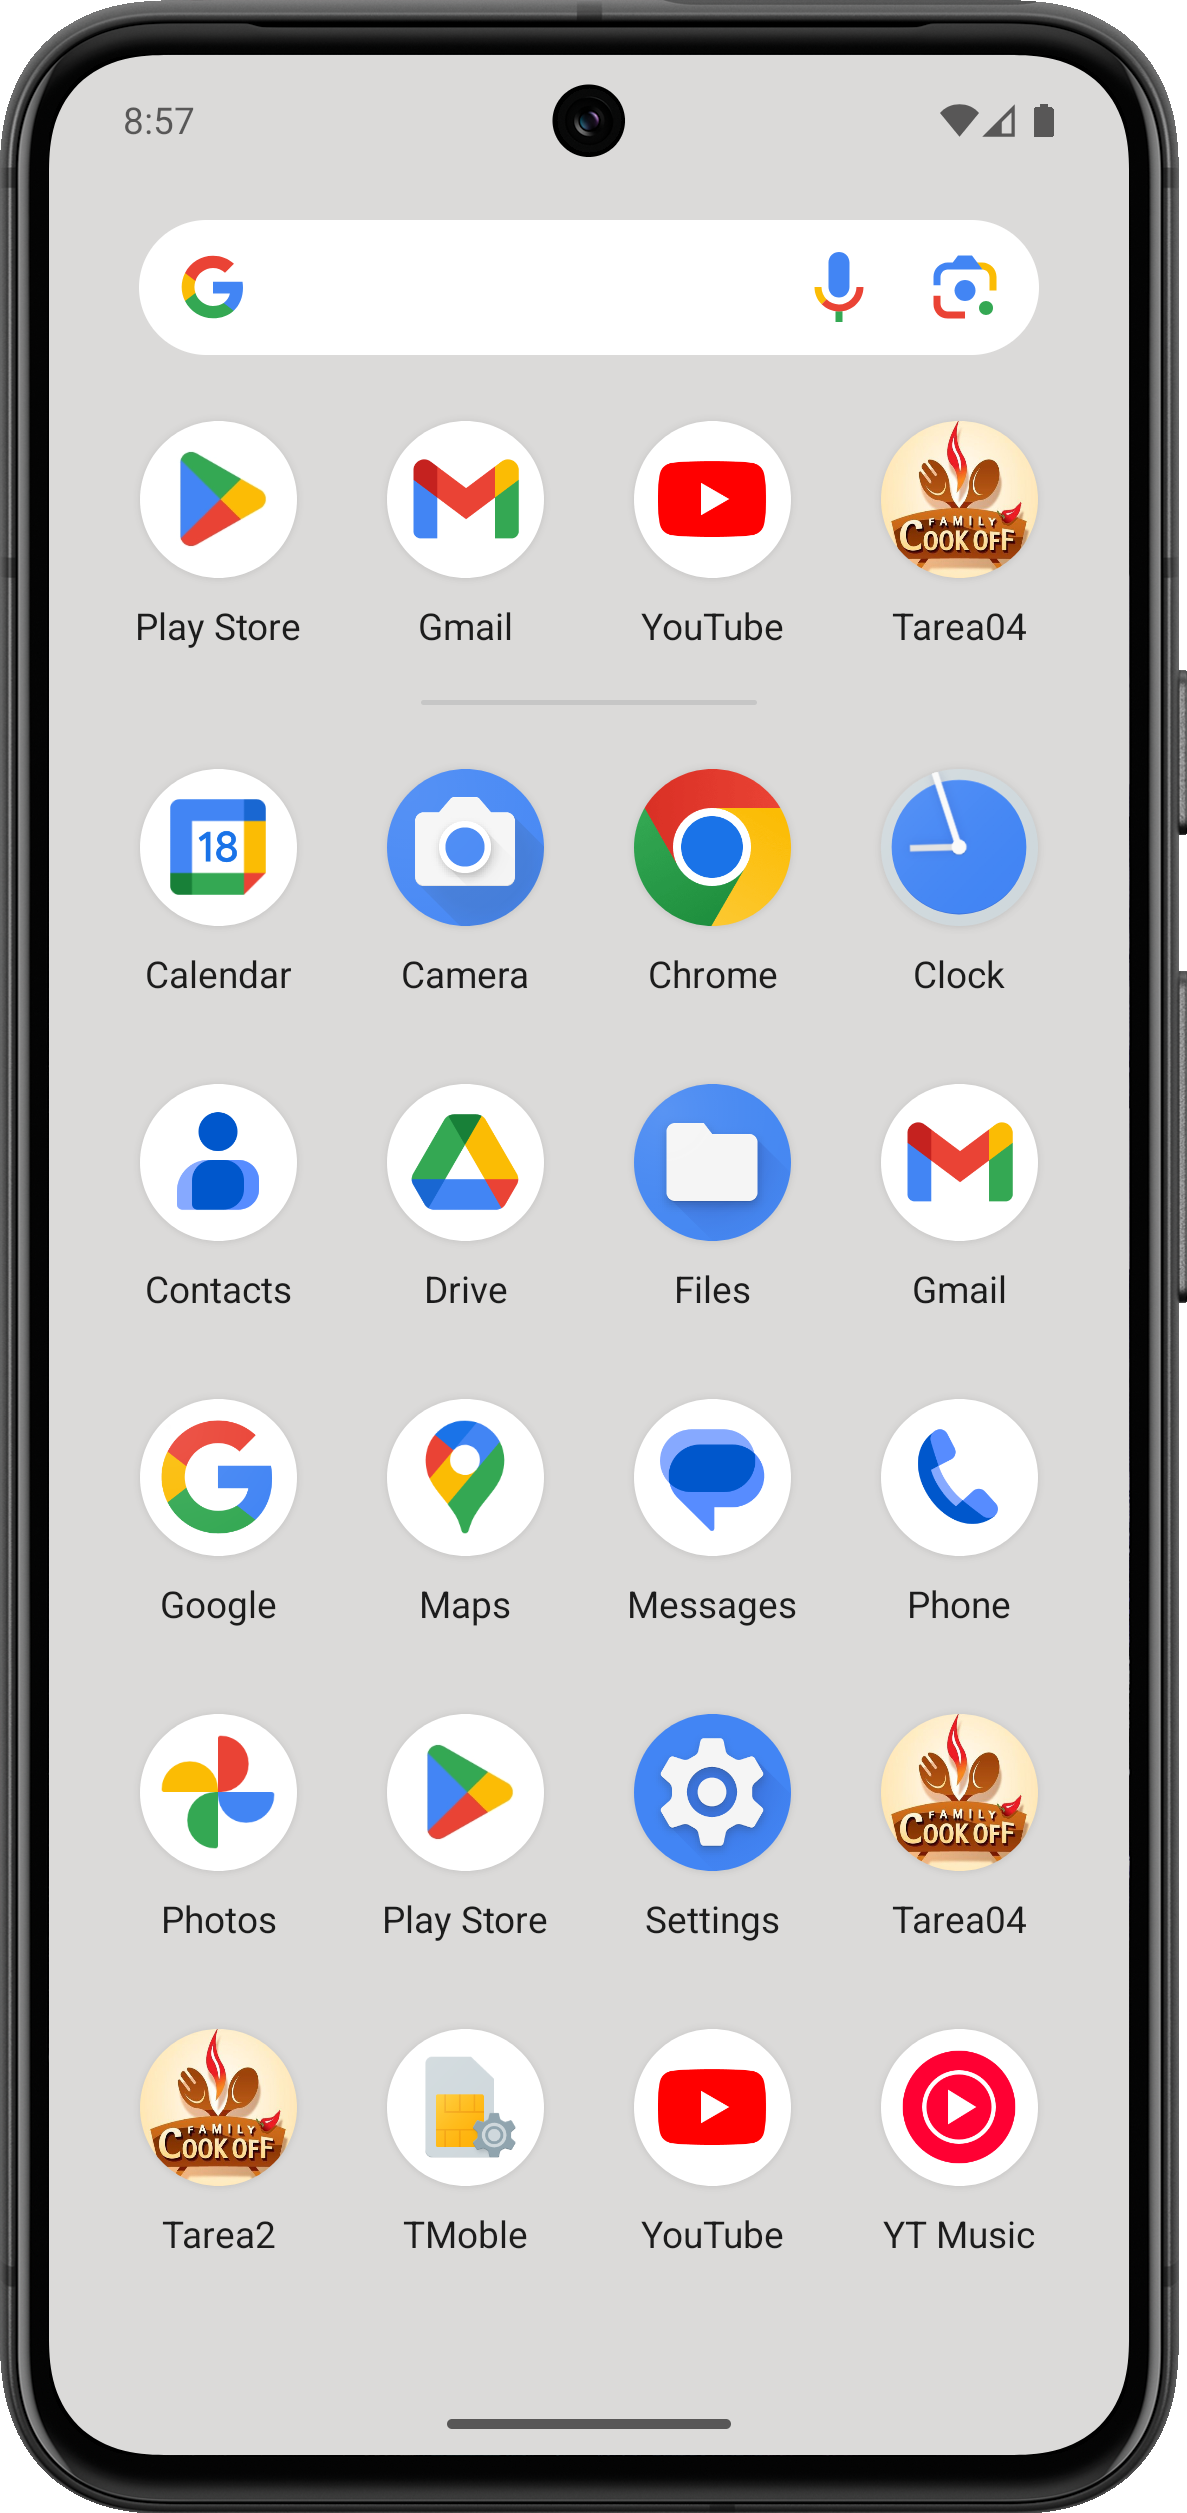 8:57
FAMILY
COOK OFF
Play Store Gmail YouTube Tarea04
18
Calendar Camera Chrome Clock
Contacts Drive Files Gmail
Google Maps Messages Phone
FAMILY
COOK OFF
Photos Play Store Settings Tarea04
FAMILY
COOK OFF
Tarea2 TMoble YouTube YT Music